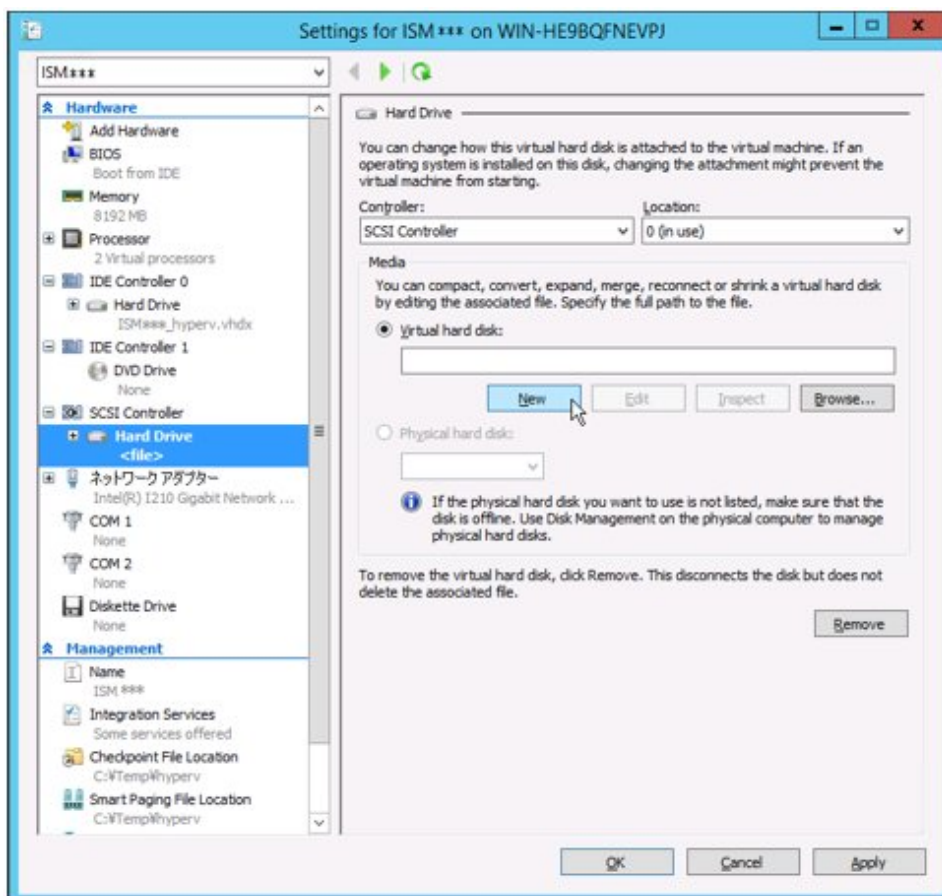 Settings for ISM*** on WIN-HE9BQFNEVPJ
ISM***
Hardware
Add Hardware
BIOS
Boot from IDE
Memory
8192 MB
Processor
2 Virtual processors
IDE Controller 0
Hard Drive
ISM***_hyperv.vhdx
IDE Controller 1
DVD Drive
None
SCSI Controller
Hard Drive
<file>
ネットワーク アダプター
Intel(R) I210 Gigabit Network ...
COM 1
None
COM 2
None
Diskette Drive
None
Management
Name
ISM ***
Integration Services
Some services offered
Checkpoint File Location
C:¥Temp¥hyperv
Smart Paging File Location
C:¥Temp¥hyperv
Hard Drive
You can change how this virtual hard disk is attached to the virtual machine. If an
operating system is installed on this disk, changing the attachment might prevent the
virtual machine from starting.
Controller:
Location:
SCSI Controller
0 (in use)
Media
You can compact, convert, expand, merge, reconnect or shrink a virtual hard disk
by editing the associated file. Specify the full path to the file.
Virtual hard disk:
New
Edit
Inspect
Browse...
Physical hard disk:
If the physical hard disk you want to use is not listed, make sure that the
disk is offline. Use Disk Management on the physical computer to manage
physical hard disks.
To remove the virtual hard disk, click Remove. This disconnects the disk but does not
delete the associated file.
Remove
OK
Cancel
Apply